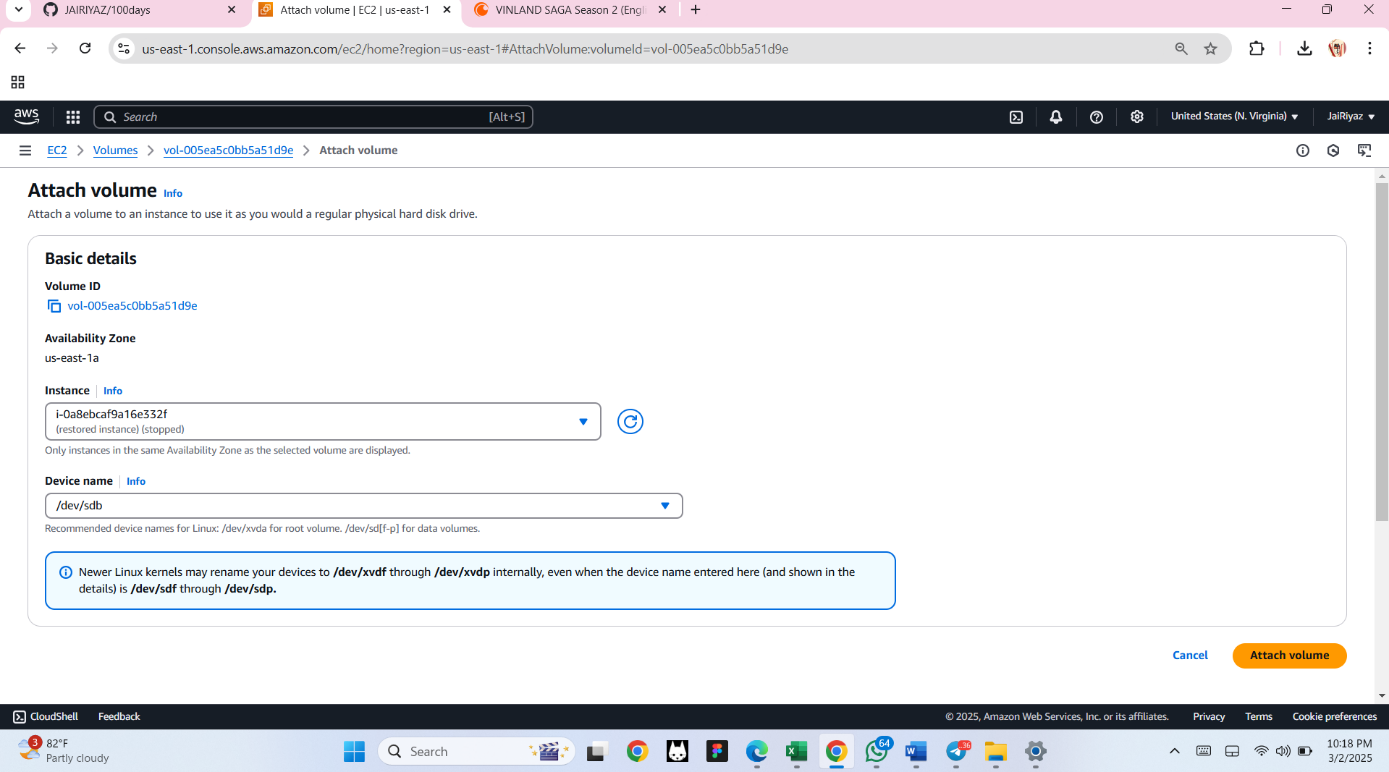 JAIRIYAZ/100days
Attach volume | EC2 | us-east-1
VINLAND SAGA Season 2 (Engl
us-east-1.console.aws.amazon.com/ec2/home?region=us-east-1#AttachVolume:volumeId=vol-005ea5c0bb5a51d9e
aws
Search [Alt+S]
United States (N. Virginia)
JaiRiyaz
EC2 > Volumes > vol-005ea5c0bb5a51d9e > Attach volume
Attach volume Info
Attach a volume to an instance to use it as you would a regular physical hard disk drive.
Basic details
Volume ID
vol-005ea5c0bb5a51d9e
Availability Zone
us-east-1a
Instance | Info
i-0a8ebcaf9a16e332f
(restored instance) (stopped)
Only instances in the same Availability Zone as the selected volume are displayed.
Device name | Info
/dev/sdb
Recommended device names for Linux: /dev/xvda for root volume. /dev/sd[f-p] for data volumes.
Newer Linux kernels may rename your devices to /dev/xvdf through /dev/xvdp internally, even when the device name entered here (and shown in the
details) is /dev/sdf through /dev/sdp.
Cancel
Attach volume
CloudShell Feedback
© 2025, Amazon Web Services, Inc. or its affiliates. Privacy Terms Cookie preferences
3
82°F
Partly cloudy
Search
64
36
10:18 PM
3/2/2025